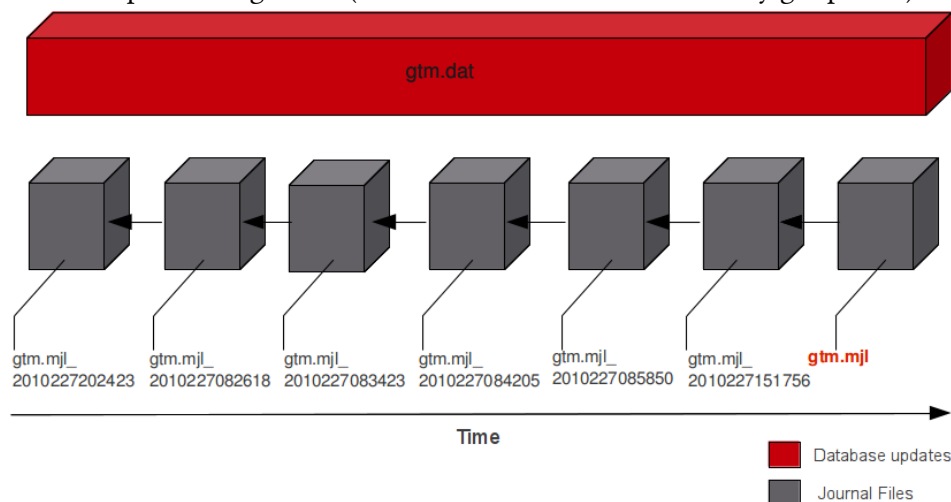 gtm.dat
gtm.mjl_
2010227202423
gtm.mjl_
2010227082618
gtm.mjl_
2010227083423
gtm.mjl_
2010227084205
gtm.mjl_
2010227085850
gtm.mjl_
2010227151756
gtm.mjl
Time
Database updates
Journal Files